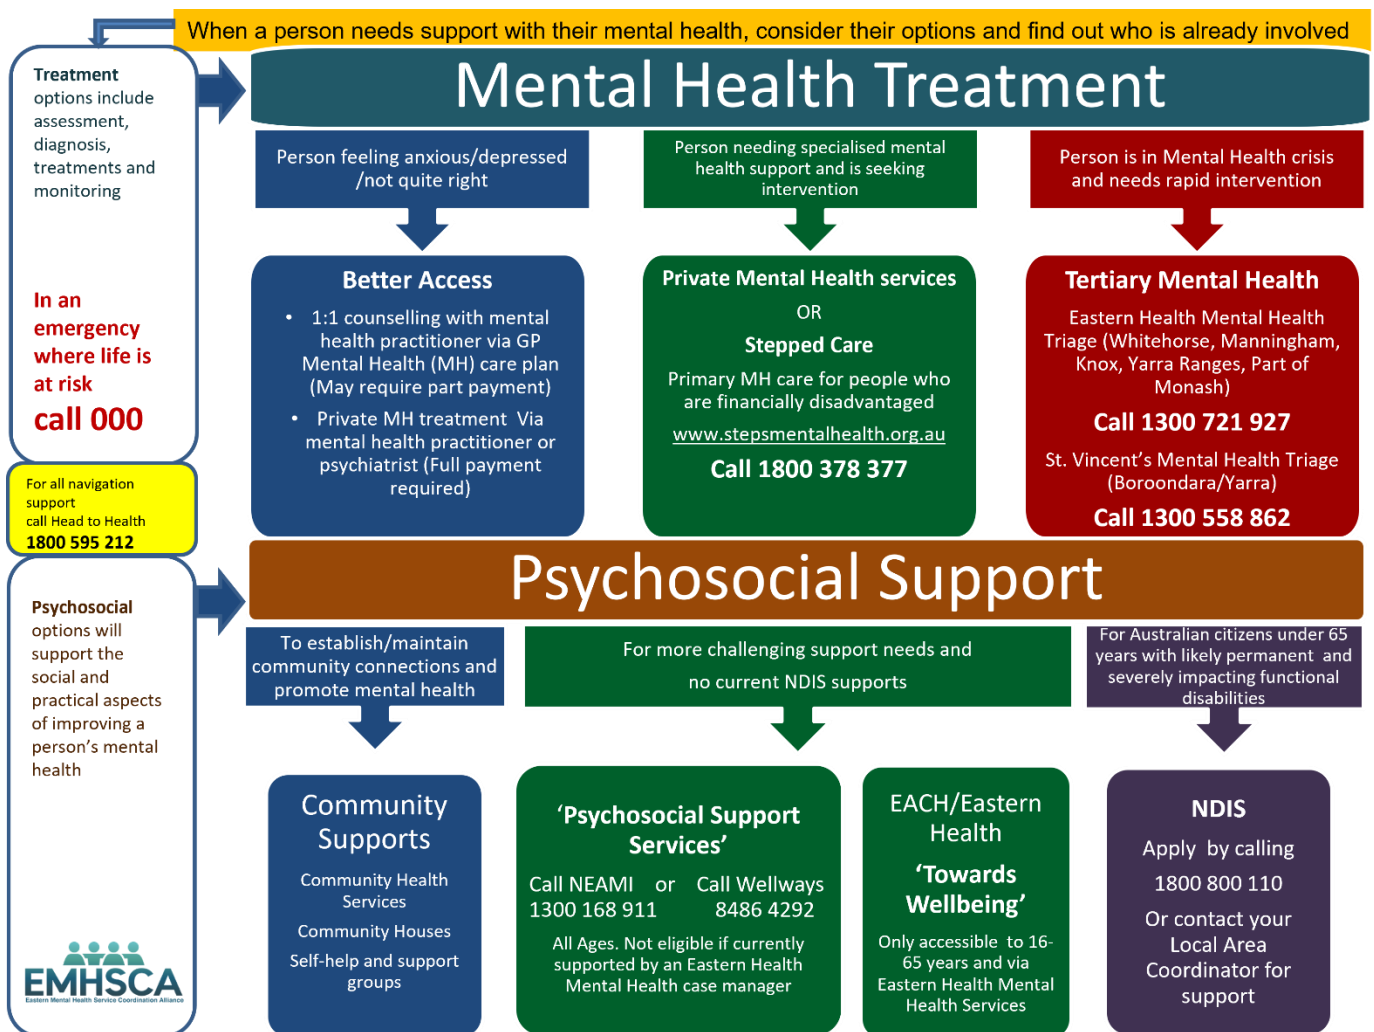 When a person needs support with their mental health, consider their options and find out who is already involved
Treatment
options include
assessment,
diagnosis,
treatments and
monitoring
In an
emergency
where life is
at risk
call 000
Mental Health Treatment
Person feeling anxious/depressed
/not quite right
Better Access
• 1:1 counselling with mental
health practitioner via GP
Mental Health (MH) care plan
(May require part payment)
• Private MH treatment Via
mental health practitioner or
psychiatrist (Full payment
required)
Person needing specialised mental
health support and is seeking
intervention
Private Mental Health services
OR
Stepped Care
Primary MH care for people who
are financially disadvantaged
www.stepsmentalhealth.org.au
Call 1800 378 377
Person is in Mental Health crisis
and needs rapid intervention
Tertiary Mental Health
Eastern Health Mental Health
Triage (Whitehorse, Manningham,
Knox, Yarra Ranges, Part of
Monash)
Call 1300 721 927
St. Vincent’s Mental Health Triage
(Boroondara/Yarra)
Call 1300 558 862
For all navigation
support
call Head to Health
1800 595 212
Psychosocial
options will
support the
social and
practical aspects
of improving a
person’s mental
health
EMHSCA
Eastern Mental Health Service Coordination Alliance
Psychosocial Support
To establish/maintain
community connections and
promote mental health
Community
Supports
Community Health
Services
Community Houses
Self-help and support
groups
For more challenging support needs and
no current NDIS supports
‘Psychosocial Support
Services’
Call NEAMI or Call Wellways
1300 168 911 8486 4292
All Ages. Not eligible if currently
supported by an Eastern Health
Mental Health case manager
EACH/Eastern
Health
‘Towards
Wellbeing’
Only accessible to 16-
65 years and via
Eastern Health Mental
Health Services
For Australian citizens under 65
years with likely permanent and
severely impacting functional
disabilities
NDIS
Apply by calling
1800 800 110
Or contact your
Local Area
Coordinator for
support